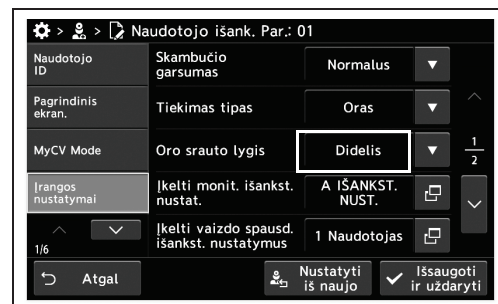 > > Naudotojo išank. Par.: 01
Naudotojo
ID
Pagrindinis
ekran.
MyCV Mode
Įrangos
nustatymai
1/6
Skambučio
garsumas
Normalus
Tiekimas tipas
Oras
Oro srauto lygis
Didelis
Įkelti monit. išankst.
nustat.
A IŠANKST.
NUST.
Įkelti vaizdo spausd.
išankst. nustatymus
1 Naudotojas
1
2
Atgal
Nustatyti
iš naujo
Išsaugoti
ir uždaryti